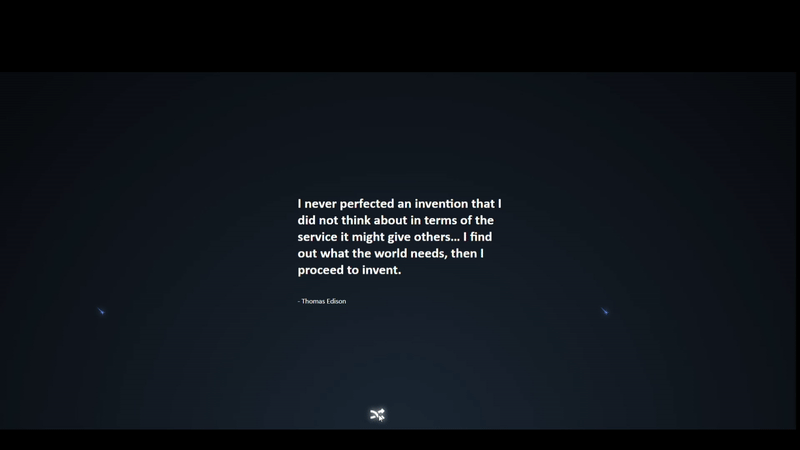 I never perfected an invention that I
did not think about in terms of the
service it might give others... I find
out what the world needs, then I
proceed to invent.
- Thomas Edison